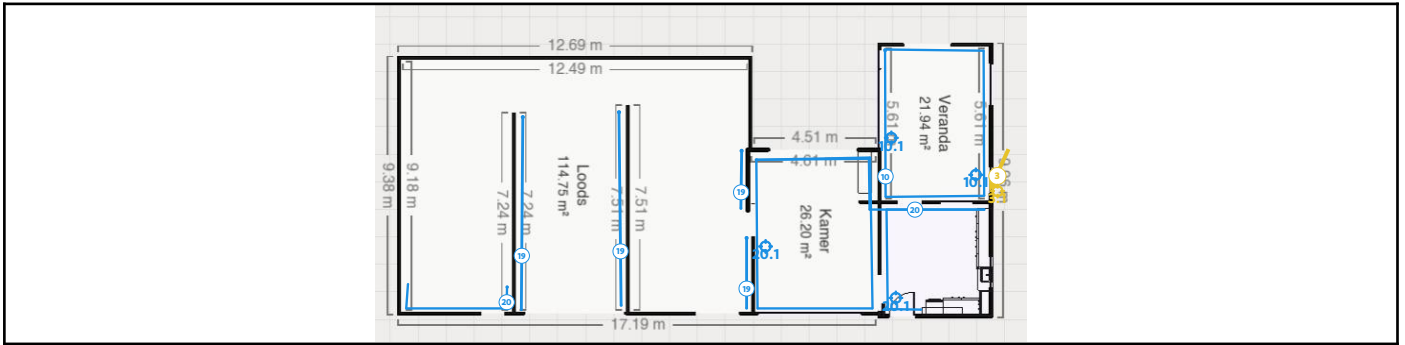 12.69 m
12.49 m
9.38 m
9.18 m
7.24 m
7.24 m
Loods
114.75 m²
7.51 m
7.51 m
17.19 m
4.51 m
4.61 m
Kamer
26.20 m²
5.61
Veranda
21.94 m²
5.61 m
10.1
10.1
10
3
20
20.1
19
19
19
19
20